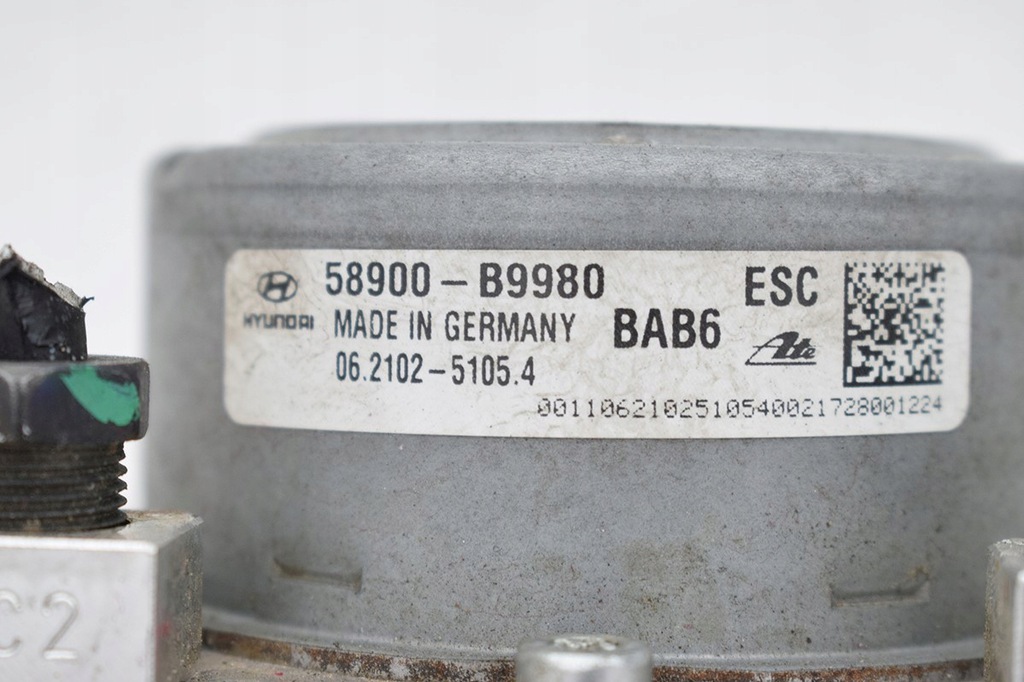 58900-B9980 ESC
HYUNDAI MADE IN GERMANY BAB6
Ate
06.2102-5105.4
0011062102510540021728001224
C2